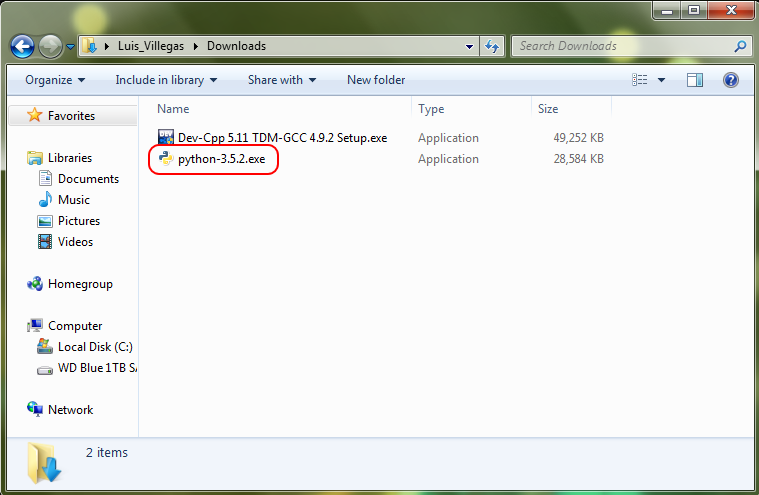 Luis_Villegas Downloads
Search Downloads
Organize Include in library Share with New folder
Favorites
Libraries
Documents
Music
Pictures
Videos
Homegroup
Computer
Local Disk (C:)
WD Blue 1TB SA
Network
Name Type Size
Dev-Cpp 5.11 TDM-GCC 4.9.2 Setup.exe Application 49,252 KB
python-3.5.2.exe Application 28,584 KB
2 items